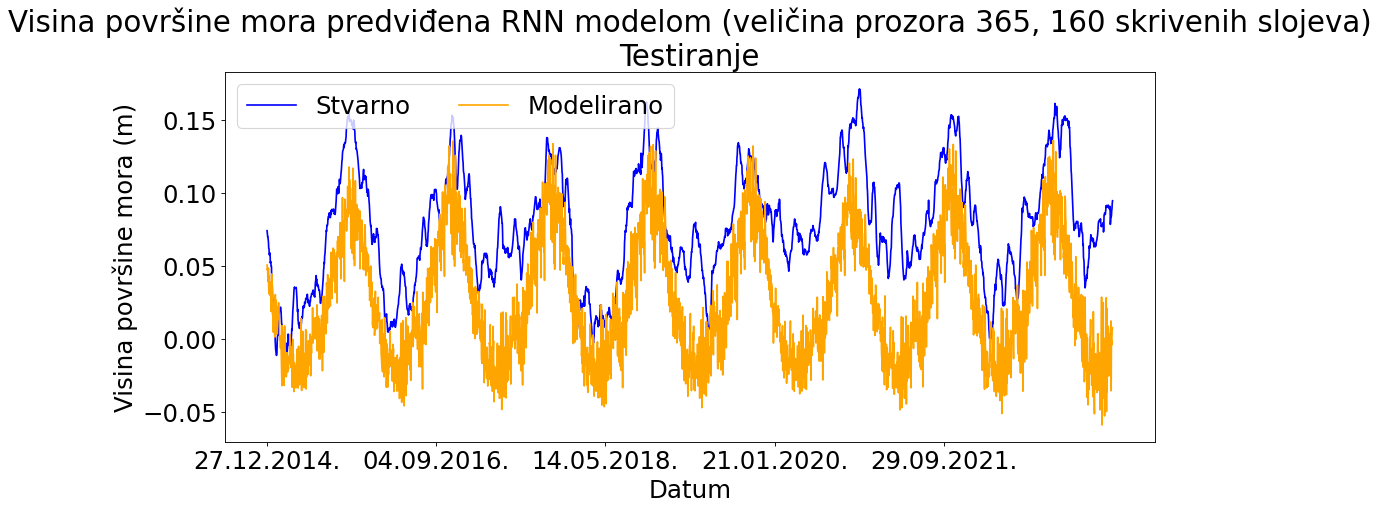 Visina površine mora predviđena RNN modelom (veličina prozora 365, 160 skrivenih slojeva)
Testiranje
Stvarno Modelirano
Visina površine mora (m)
0.15
0.10
0.05
0.00
−0.05
27.12.2014. 04.09.2016. 14.05.2018. 21.01.2020. 29.09.2021.
Datum